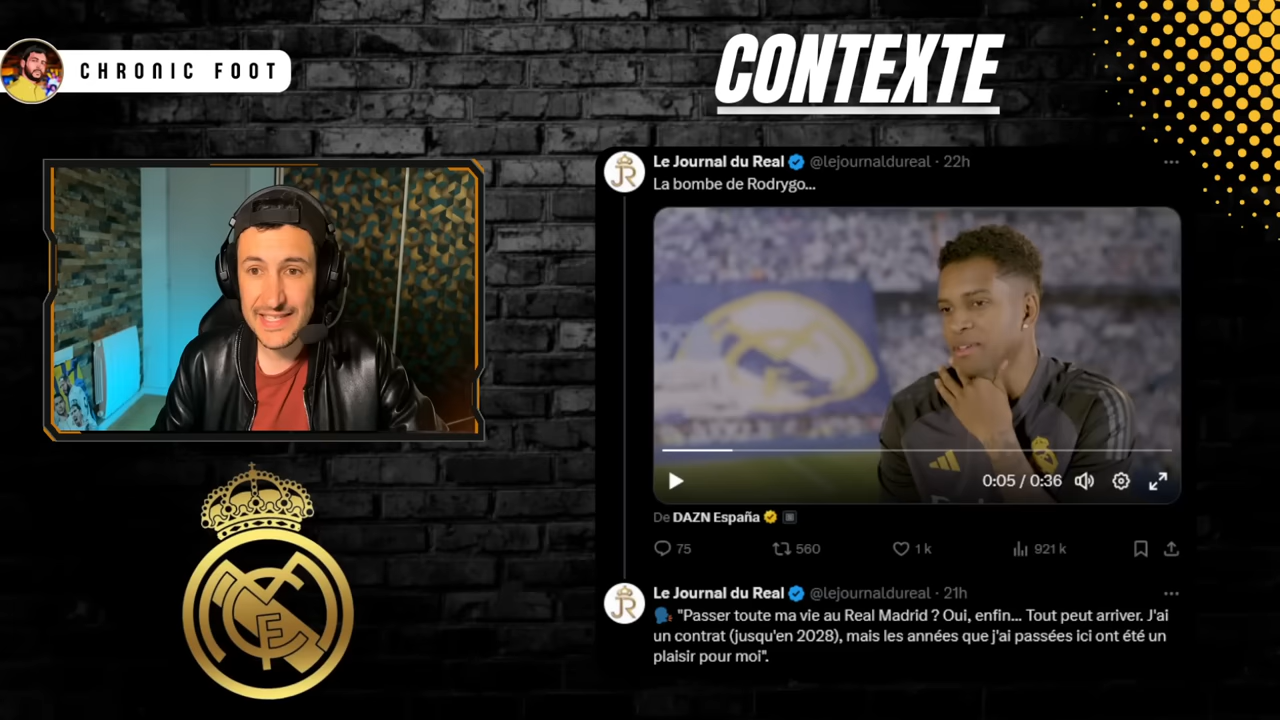 CHRONIC FOOT
CONTEXTE
Le Journal du Real @lejournaldureal · 22h
La bombe de Rodrygo...
0:05 / 0:36
De DAZN España
75 560 1 k 921 k
Le Journal du Real @lejournaldureal · 21h
"Passer toute ma vie au Real Madrid ? Oui, enfin... Tout peut arriver. J'ai
un contrat (jusqu'en 2028), mais les années que j'ai passées ici ont été un
plaisir pour moi".